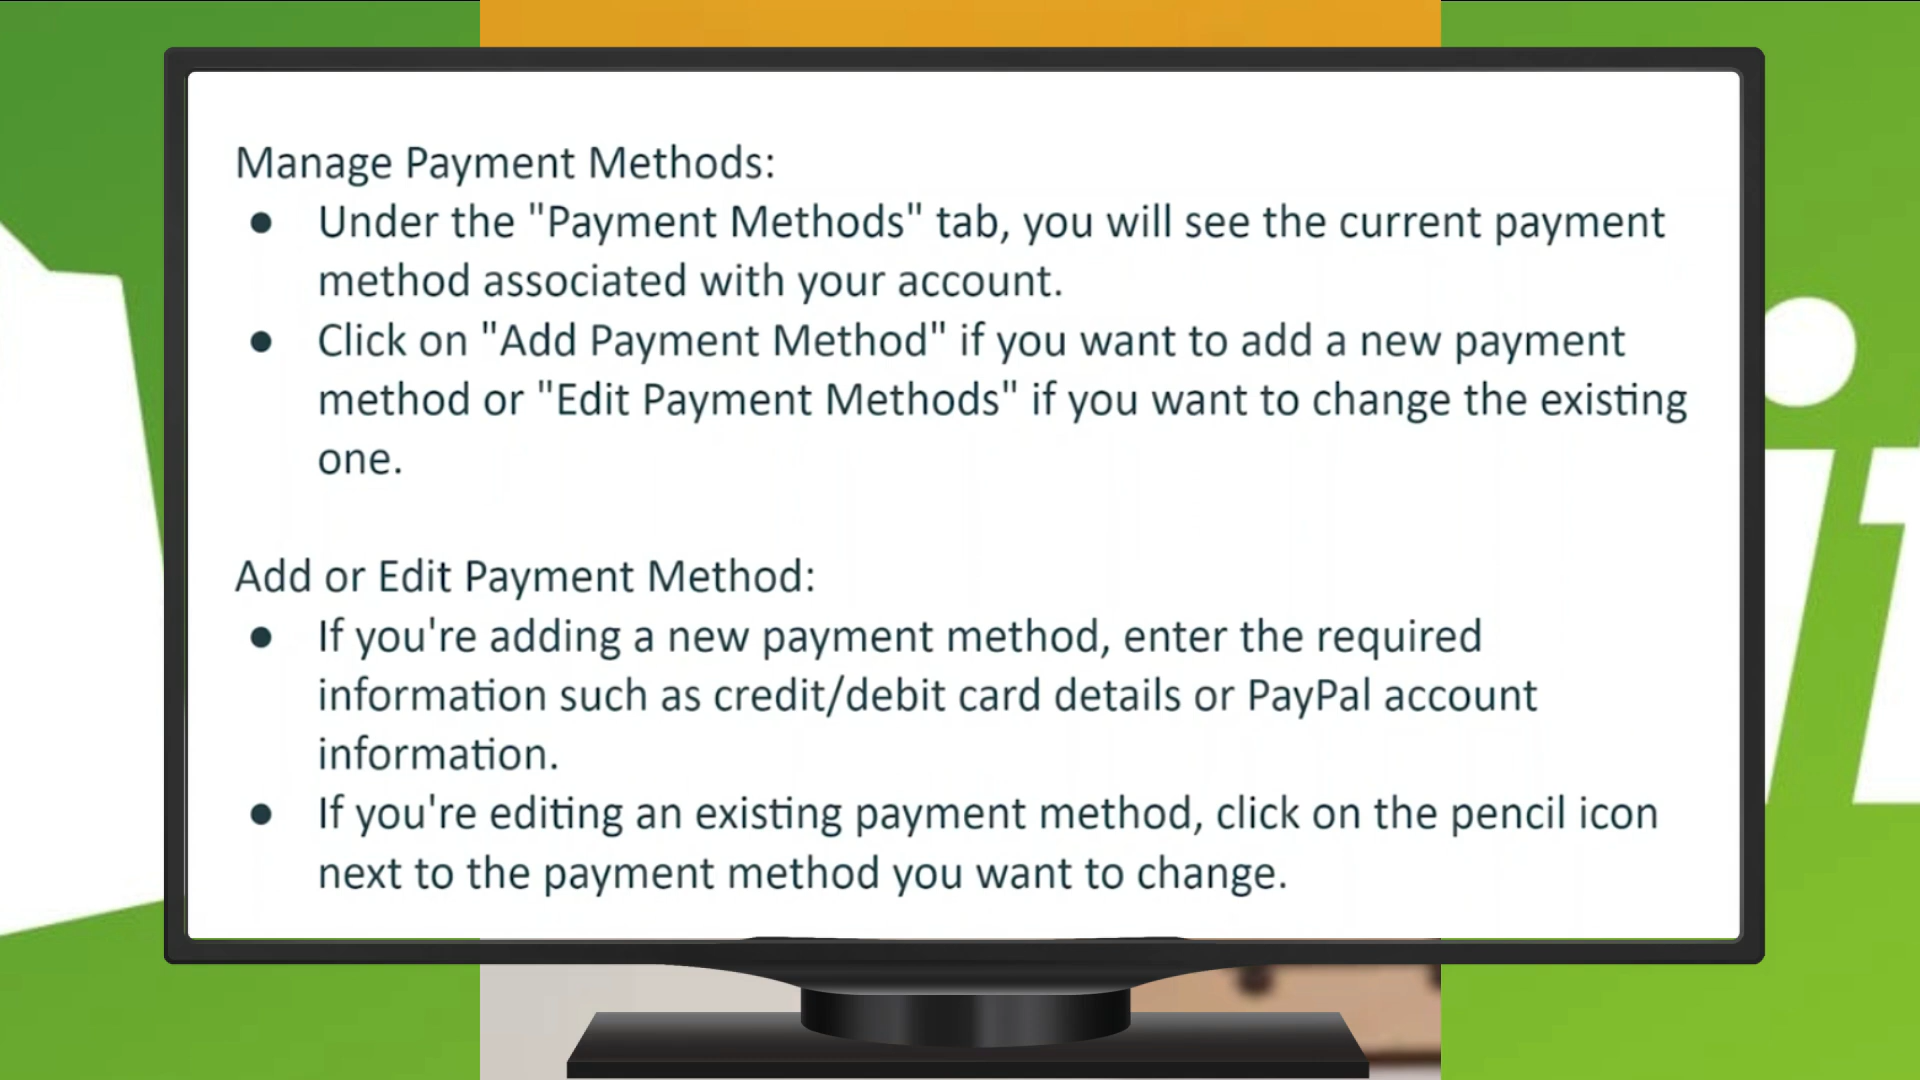 Manage Payment Methods:
● Under the "Payment Methods" tab, you will see the current payment
method associated with your account.
● Click on "Add Payment Method" if you want to add a new payment
method or "Edit Payment Methods" if you want to change the existing
one.
Add or Edit Payment Method:
● If you're adding a new payment method, enter the required
information such as credit/debit card details or PayPal account
information.
● If you're editing an existing payment method, click on the pencil icon
next to the payment method you want to change.